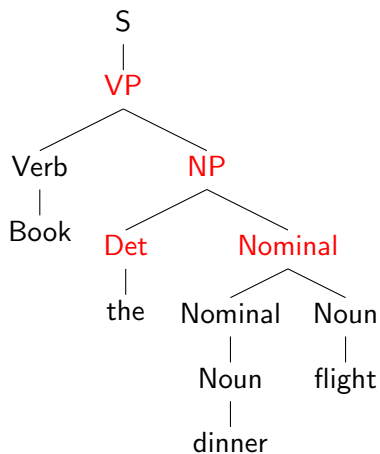 S
VP
Verb NP
Book Det Nominal
the Nominal Noun
Noun flight
dinner